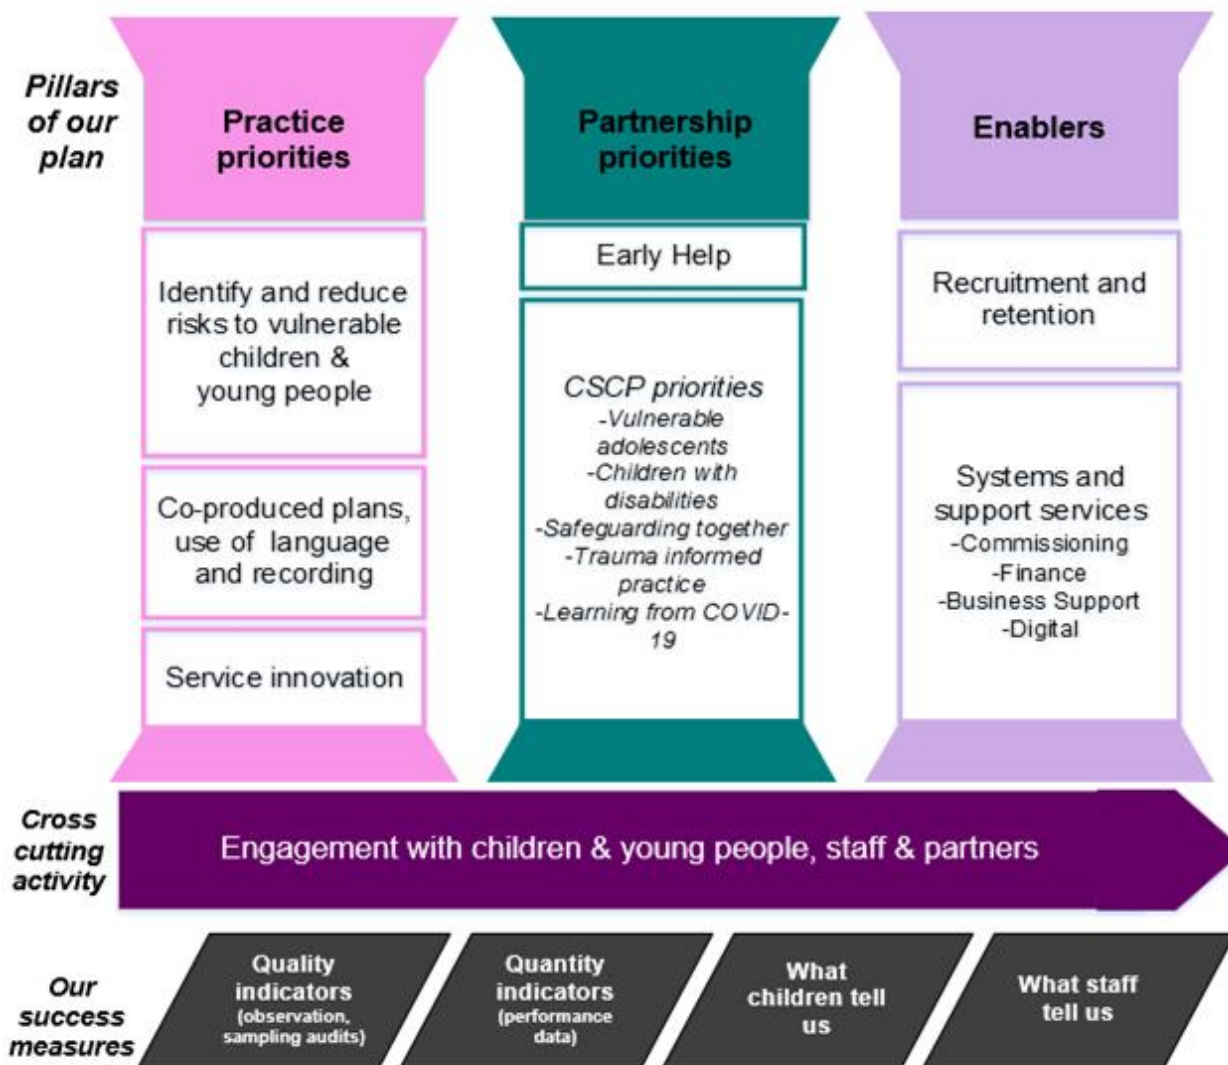 Pillars
of our
plan
Practice
priorities
Identify and reduce
risks to vulnerable
children &
young people
Co-produced plans,
use of language
and recording
Service innovation
Partnership
priorities
Early Help
CSCP priorities
-Vulnerable
adolescents
-Children with
disabilities
-Safeguarding together
-Trauma informed
practice
-Learning from COVID-
19
Enablers
Recruitment and
retention
Systems and
support services
-Commissioning
-Finance
-Business Support
-Digital
Cross
cutting
activity
Engagement with children & young people, staff & partners
Our
success
measures
Quality
indicators
(observation,
sampling audits)
Quantity
indicators
(performance
data)
What
children tell
us
What staff
tell us